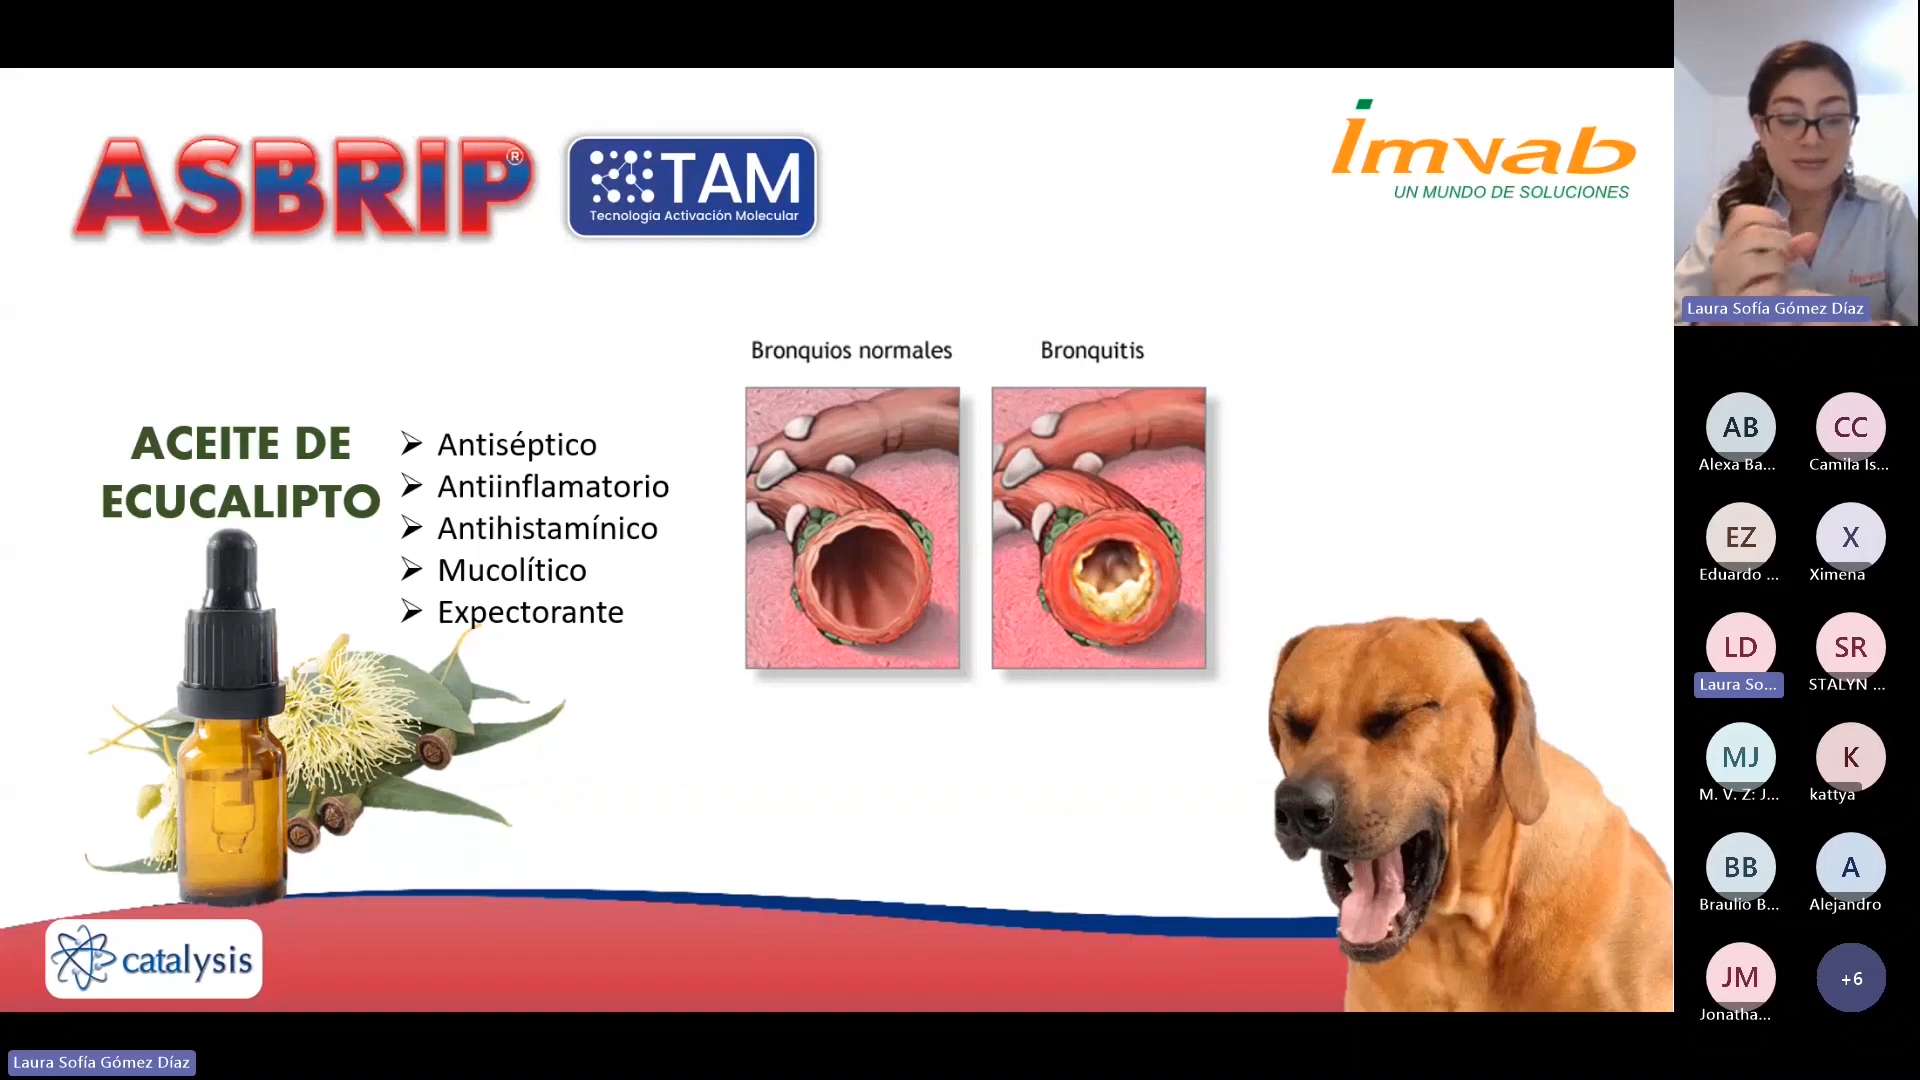 ASBRIP®
TAM
Tecnología Activación Molecular
imvab
UN MUNDO DE SOLUCIONES
Bronquios normales
Bronquitis
ACEITE DE
ECUCALIPTO
➢ Antiséptico
➢ Antiinflamatorio
➢ Antihistamínico
➢ Mucolítico
➢ Expectorante
catalysis
Laura Sofía Gómez Díaz
Laura Sofía Gómez Díaz
AB
Alexa Ba...
CC
Camila Is...
EZ
Eduardo ...
X
Ximena
LD
Laura So...
SR
STALYN ...
MJ
M. V. Z: J...
K
kattya
BB
Braulio B...
A
Alejandro
JM
Jonatha...
+6